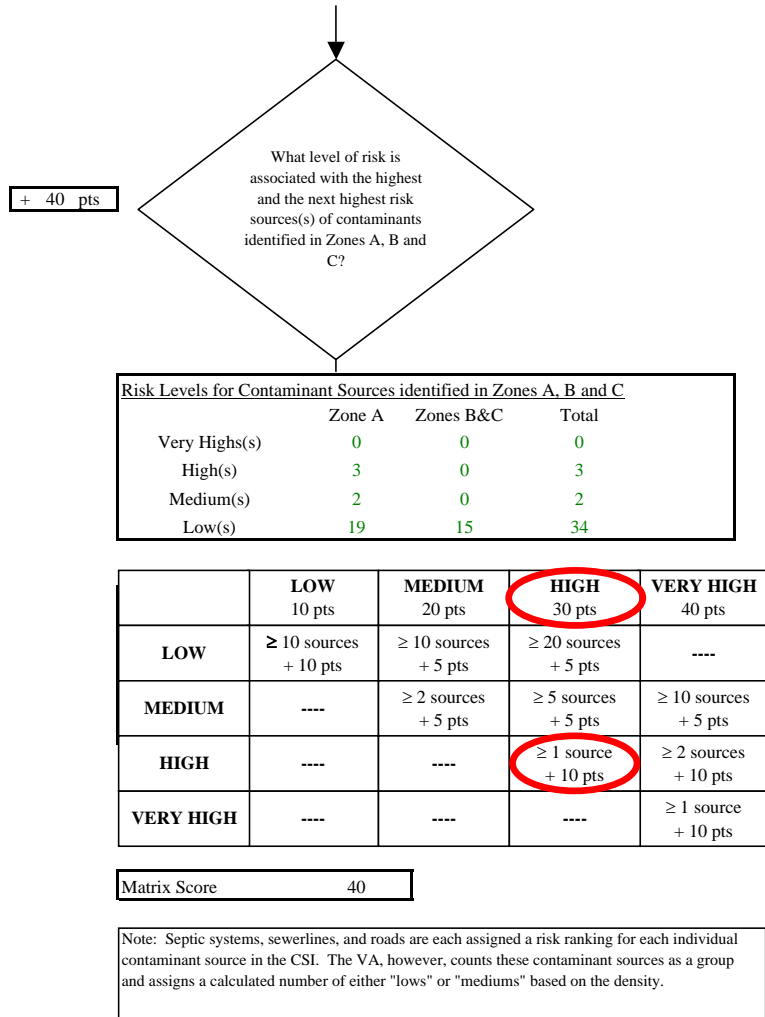 What level of risk is
associated with the highest
and the next highest risk
sources(s) of contaminants
identified in Zones A, B and
C?
+ 40 pts
Risk Levels for Contaminant Sources identified in Zones A, B and C
Zone A Zones B&C Total
Very Highs(s) 0 0 0
High(s) 3 0 3
Medium(s) 2 0 2
Low(s) 19 15 34
LOW MEDIUM HIGH VERY HIGH
10 pts 20 pts 30 pts 40 pts
LOW ≥ 10 sources ≥ 10 sources ≥ 20 sources ----
+ 10 pts + 5 pts + 5 pts
MEDIUM ---- ≥ 2 sources ≥ 5 sources ≥ 10 sources
+ 5 pts + 5 pts + 5 pts
HIGH ---- ---- ≥ 1 source ≥ 2 sources
+ 10 pts + 10 pts
VERY HIGH ---- ---- ---- ≥ 1 source
+ 10 pts
Matrix Score 40
Note: Septic systems, sewerlines, and roads are each assigned a risk ranking for each individual
contaminant source in the CSI. The VA, however, counts these contaminant sources as a group
and assigns a calculated number of either "lows" or "mediums" based on the density.